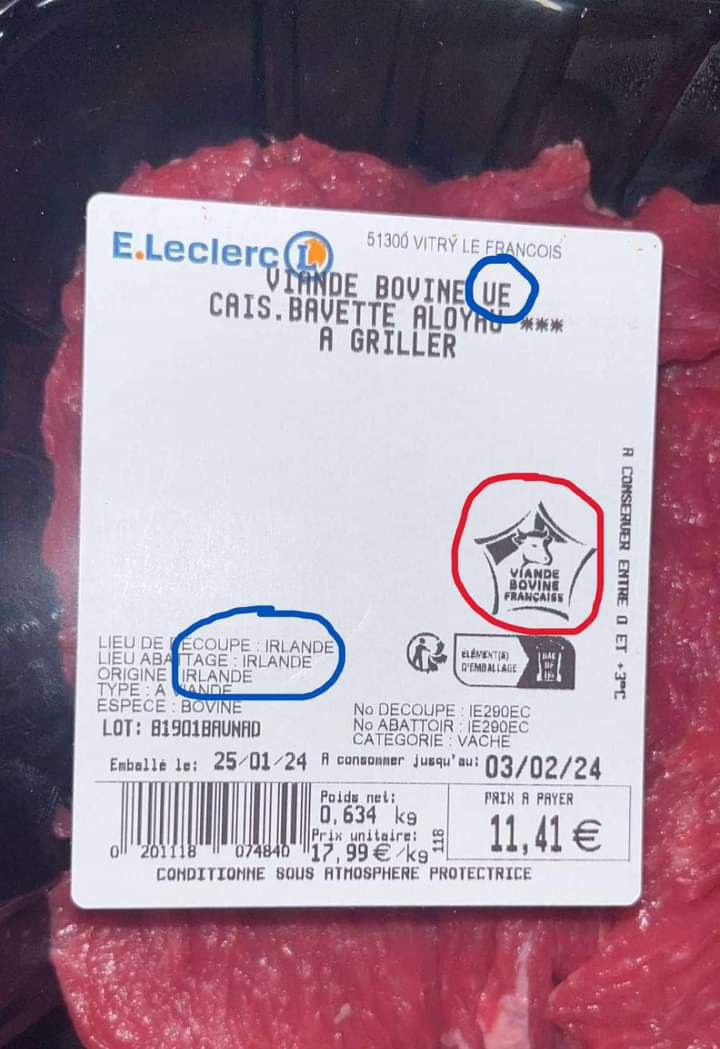 E.Leclerc L
51300 VITRY LE FRANCOIS
VIANDE BOVINE UE
CAIS.BAVETTE ALOYAU ***
A GRILLER
A CONSERVER ENTRE 0 ET +3°C
VIANDE
BOVINE
FRANÇAISE
LIEU DE DECOUPE : IRLANDE
LIEU ABATTAGE : IRLANDE
ORIGINE : IRLANDE
TYPE : A VIANDE
ESPECE : BOVINE
ÉLÉMENT(S)
D'EMBALLAGE
BAC
DE
TRI
No DECOUPE : IE290EC
No ABATTOIR : IE290EC
CATEGORIE : VACHE
LOT: B1901BAVNAD
Emballé le: 25/01/24 A consommer jusqu'au: 03/02/24
Poids net:
0,634 kg
Prix unitaire:
17,99 €/kg
118
PRIX A PAYER
11,41 €
0 201118 074840
CONDITIONNE SOUS ATMOSPHERE PROTECTRICE